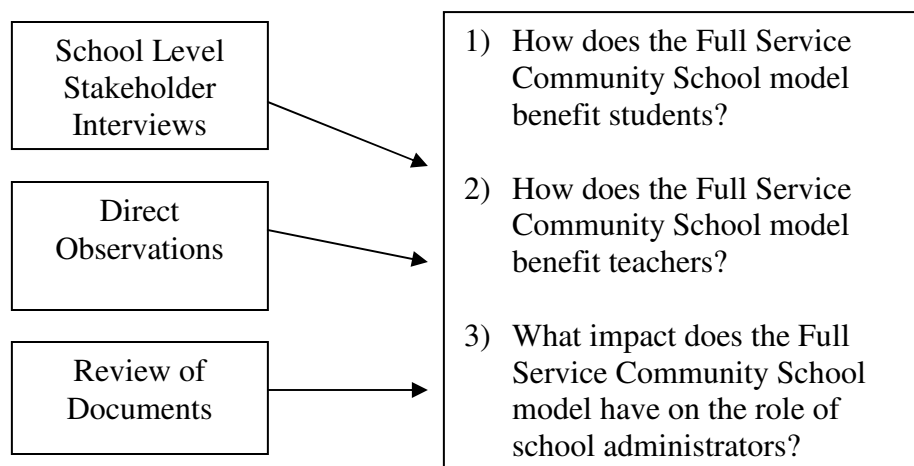 School Level
Stakeholder
Interviews
Direct
Observations
Review of
Documents
1) How does the Full Service
Community School model
benefit students?
2) How does the Full Service
Community School model
benefit teachers?
3) What impact does the Full
Service Community School
model have on the role of
school administrators?